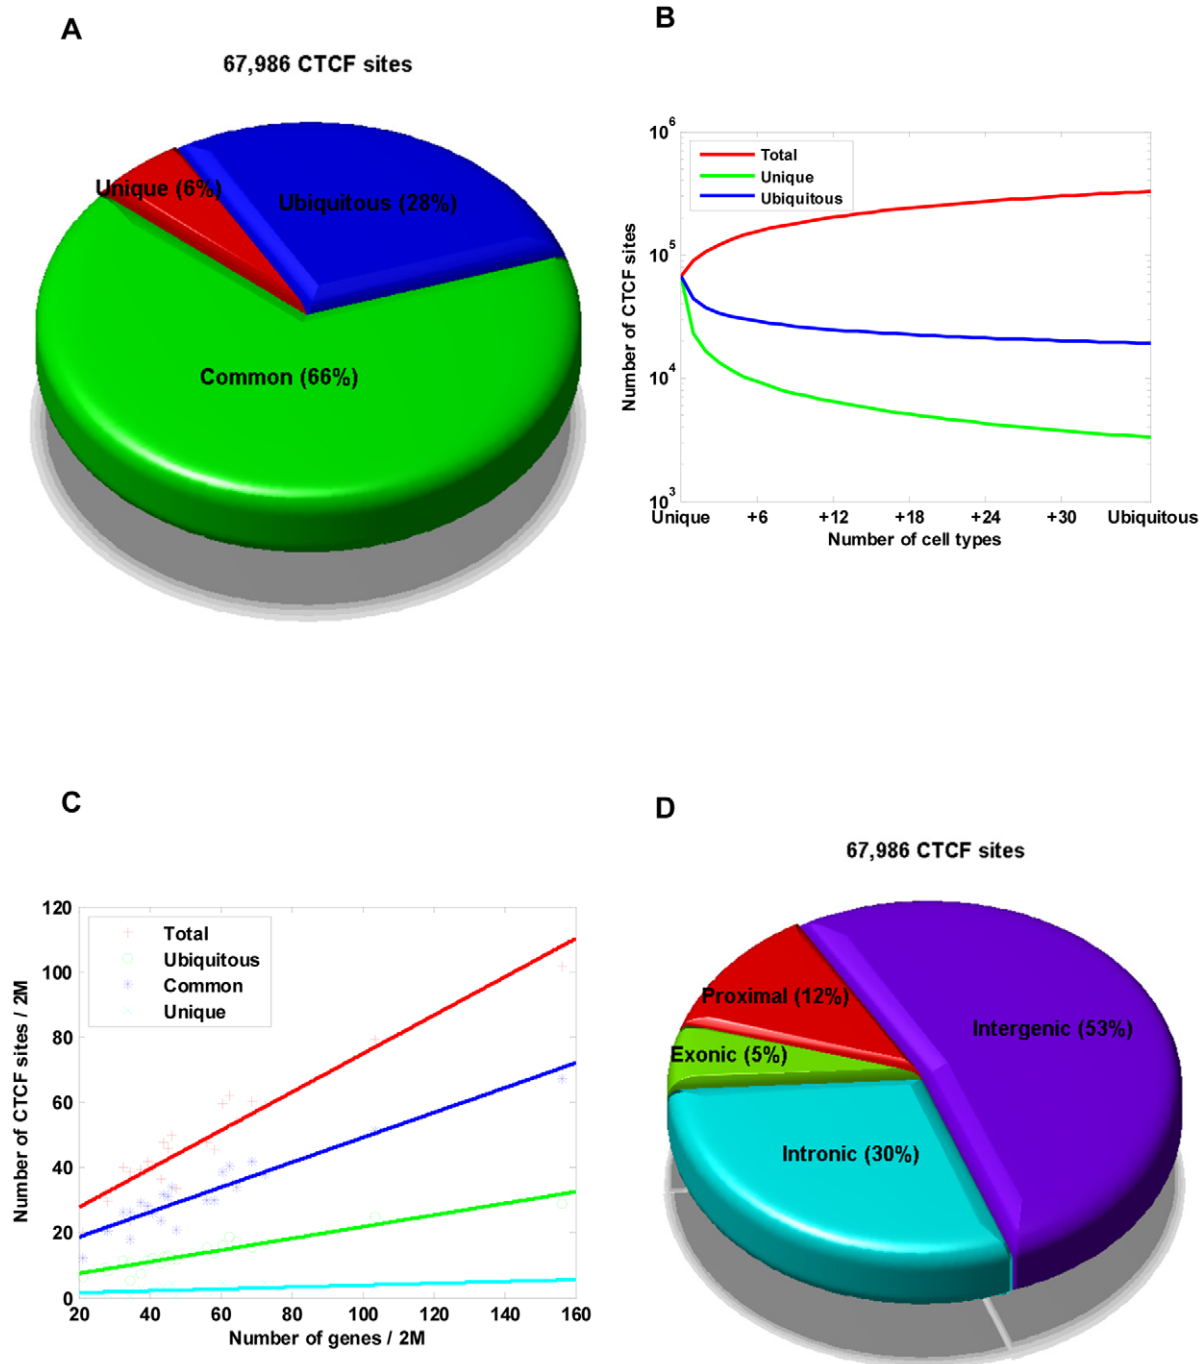 A
67,986 CTCF sites
Unique (6%)
Ubiquitous (28%)
Common (66%)
B
10^6
10^5
10^4
10^3
Number of CTCF sites
Total
Unique
Ubiquitous
Unique +6 +12 +18 +24 +30 Ubiquitous
Number of cell types
C
120
100
80
60
40
20
0
Number of CTCF sites / 2M
Total
Ubiquitous
Common
Unique
20 40 60 80 100 120 140 160
Number of genes / 2M
D
67,986 CTCF sites
Proximal (12%)
Intergenic (53%)
Exonic (5%)
Intronic (30%)